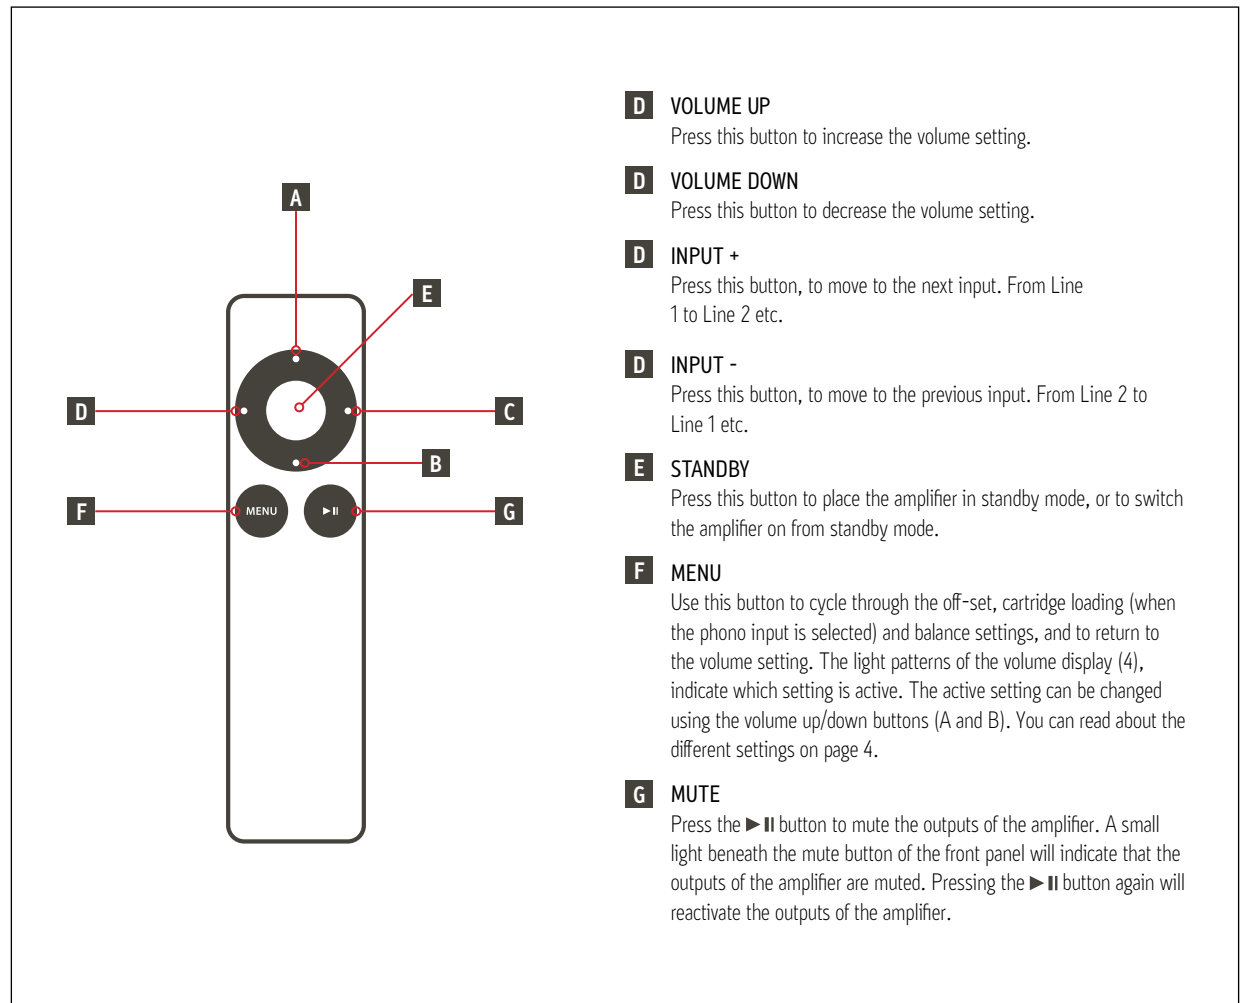 A
E
D
C
B
F
MENU
G
D VOLUME UP
Press this button to increase the volume setting.
D VOLUME DOWN
Press this button to decrease the volume setting.
D INPUT +
Press this button, to move to the next input. From Line
1 to Line 2 etc.
D INPUT -
Press this button, to move to the previous input. From Line 2 to
Line 1 etc.
E STANDBY
Press this button to place the amplifier in standby mode, or to switch
the amplifier on from standby mode.
F MENU
Use this button to cycle through the off-set, cartridge loading (when
the phono input is selected) and balance settings, and to return to
the volume setting. The light patterns of the volume display (4),
indicate which setting is active. The active setting can be changed
using the volume up/down buttons (A and B). You can read about the
different settings on page 4.
G MUTE
Press the ►II button to mute the outputs of the amplifier. A small
light beneath the mute button of the front panel will indicate that the
outputs of the amplifier are muted. Pressing the ►II button again will
reactivate the outputs of the amplifier.